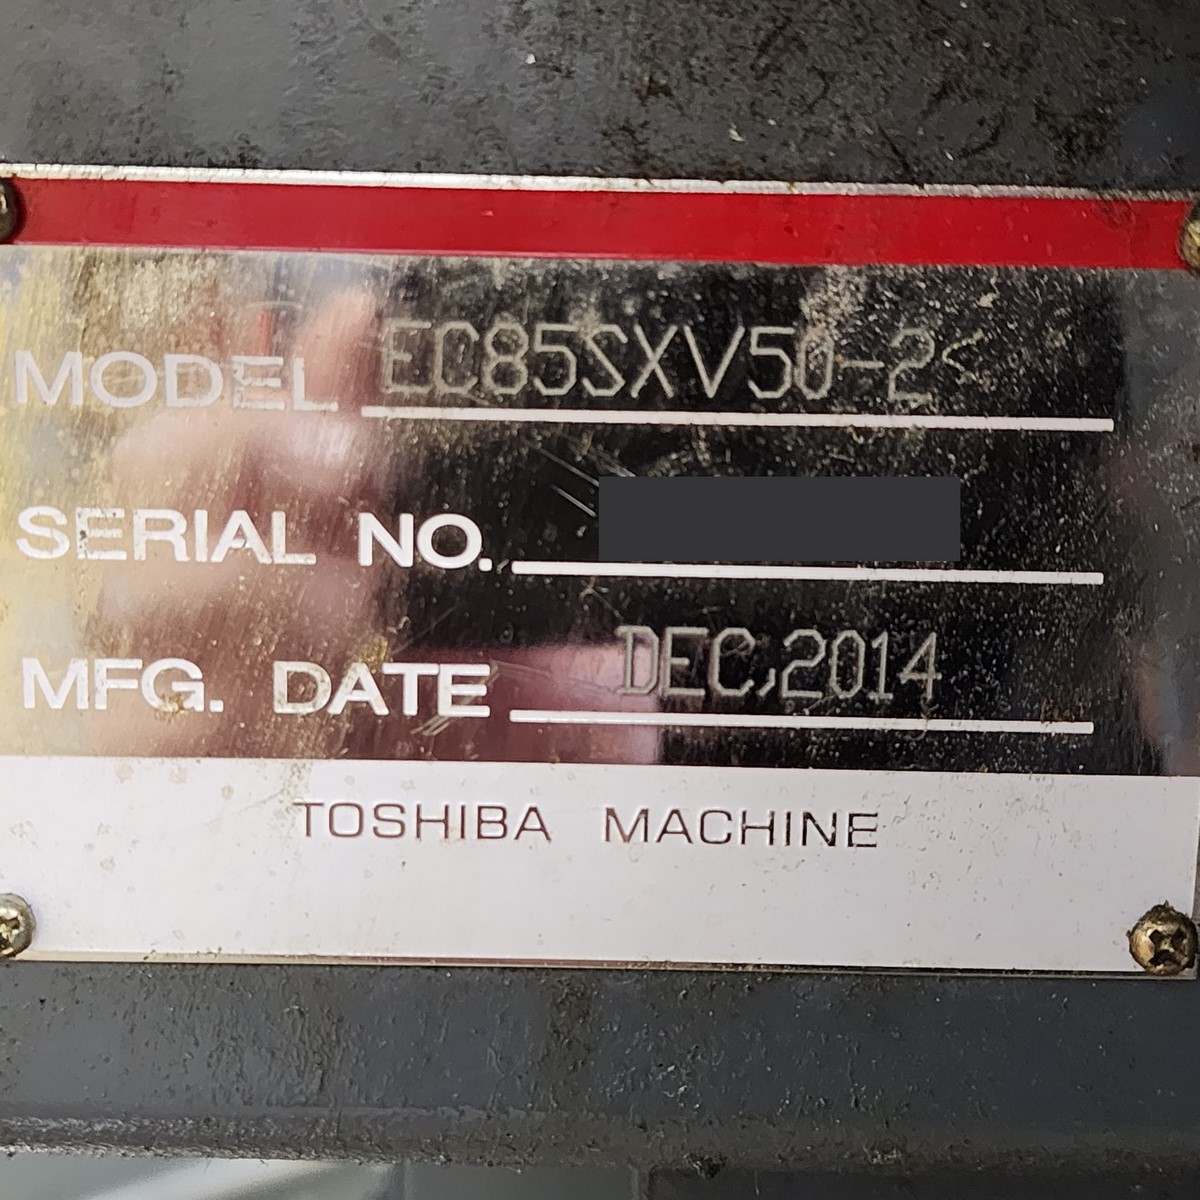 MODEL EC85SXV50-2
SERIAL NO.
MFG. DATE DEC,2014
TOSHIBA MACHINE